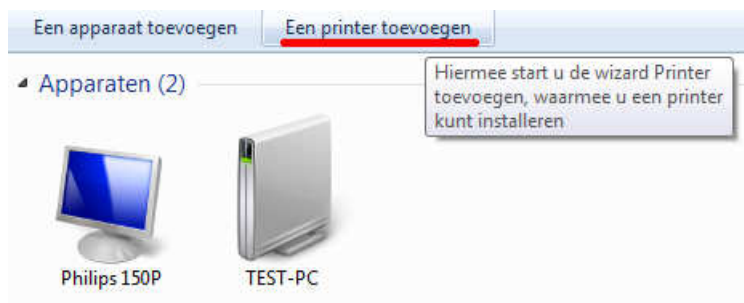 Een apparaat toevoegen
Een printer toevoegen
Apparaten (2)
Hiermee start u de wizard Printer
toevoegen, waarmee u een printer
kunt installeren
Philips 150P
TEST-PC